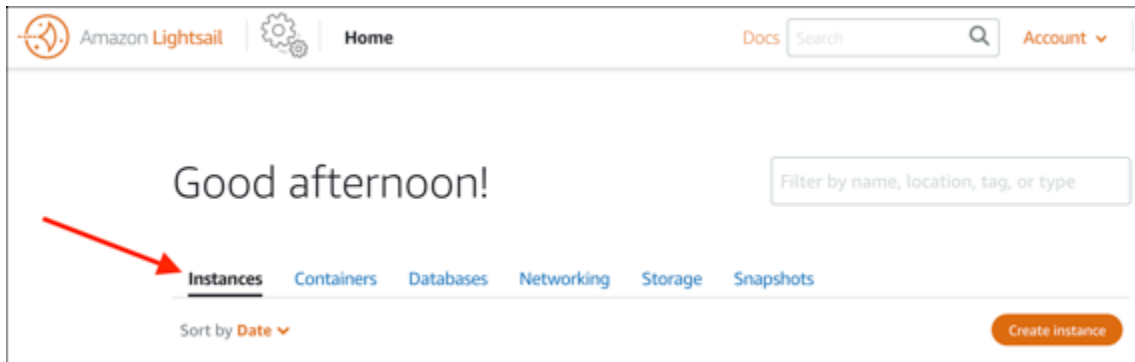 Amazon Lightsail Home Docs Search Account
Good afternoon!
Filter by name, location, tag, or type
Instances Containers Databases Networking Storage Snapshots
Sort by Date Create instance